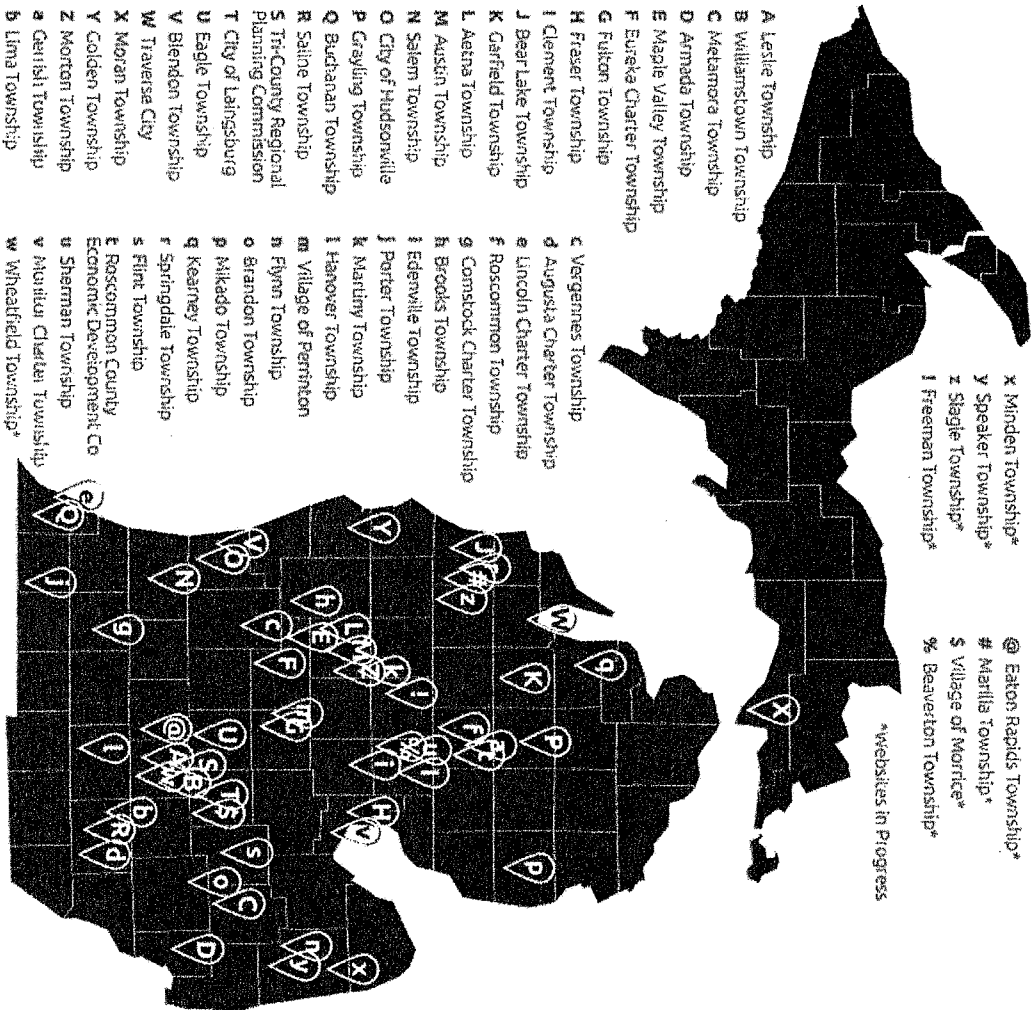 A Leslie Township
B Williamstown Township
C Metamora Township
D Armada Township
E Maple Valley Township
F Eureka Charter Township
G Fulton Township
H Fraser Township
I Clement Township
J Bear Lake Township
K Garfield Township
L Aetna Township
M Austin Township
N Salem Township
O City of Hudsonville
P Grayling Township
Q Buchanan Township
R Saline Township
S Tri-County Regional
Planning Commission
T City of Laingsburg
U Eagle Township
V Blendon Township
W Traverse City
X Moran Township
Y Golden Township
Z Morton Township
a Gerrish Township
b Lima Township
c Vergennes Township
d Augusta Charter Township
e Lincoln Charter Township
f Roscommon Township
g Comstock Charter Township
h Brooks Township
i Edenville Township
j Porter Township
k Martiny Township
l Hanover Township
m Village of Perrinton
n Flynn Township
o Brandon Township
p Mikado Township
q Kearney Township
r Springdale Township
s Flint Township
t Roscommon County
Economic Development Co
u Sherman Township
v Monitor Charter Township
w Wheatfield Township*
x Minden Township*
y Speaker Township*
z Slagle Township*
! Freeman Township*
@ Eaton Rapids Township*
# Marilla Township*
$ Village of Morrice*
% Beaverton Township*
*Websites in Progress
X
W
q
K
P
p
J
#
z
Y
f
k
!
i
H
v
h
L
M
Z
E
c
F
G
V
O
N
U
@
S
A
B
T
$
s
o
C
D
n
y
x
e
Q
j
g
l
b
R
d